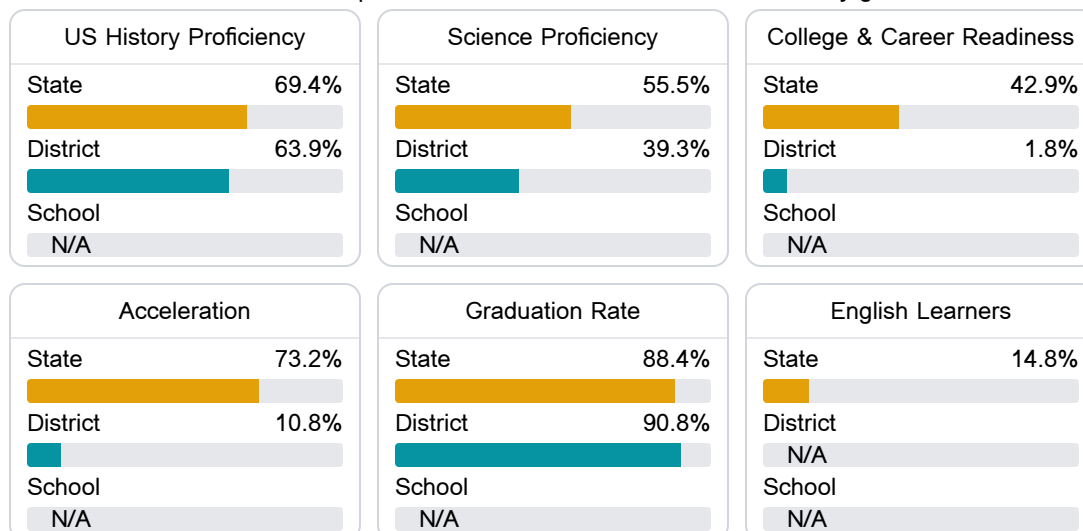 US History Proficiency
State 69.4%
District 63.9%
School
N/A
Science Proficiency
State 55.5%
District 39.3%
School
N/A
College & Career Readiness
State 42.9%
District 1.8%
School
N/A
Acceleration
State 73.2%
District 10.8%
School
N/A
Graduation Rate
State 88.4%
District 90.8%
School
N/A
English Learners
State 14.8%
District
N/A
School
N/A